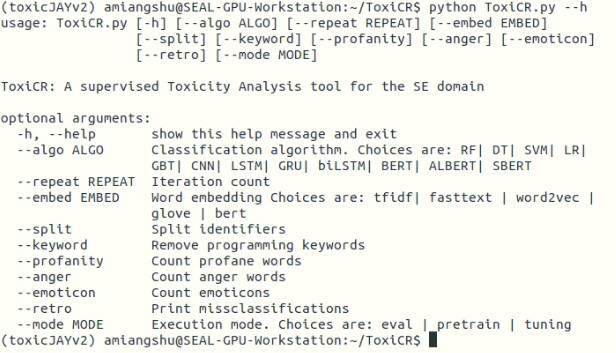 (toxicJAYv2) amiangshu@SEAL-GPU-Workstation:~/ToxiCR$ python ToxiCR.py --h
usage: ToxiCR.py [-h] [--algo ALGO] [--repeat REPEAT] [--embed EMBED]
[--split] [--keyword] [--profanity] [--anger] [--emoticon]
[--retro] [--mode MODE]
ToxiCR: A supervised Toxicity Analysis tool for the SE domain
optional arguments:
-h, --help show this help message and exit
--algo ALGO Classification algorithm. Choices are: RF| DT| SVM| LR|
GBT| CNN| LSTM| GRU| biLSTM| BERT| ALBERT| SBERT
--repeat REPEAT Iteration count
--embed EMBED Word embedding Choices are: tfidf| fasttext | word2vec |
glove | bert
--split Split identifiers
--keyword Remove programming keywords
--profanity Count profane words
--anger Count anger words
--emoticon Count emoticons
--retro Print missclassifications
--mode MODE Execution mode. Choices are: eval | pretrain | tuning
(toxicJAYv2) amiangshu@SEAL-GPU-Workstation:~/ToxiCR$